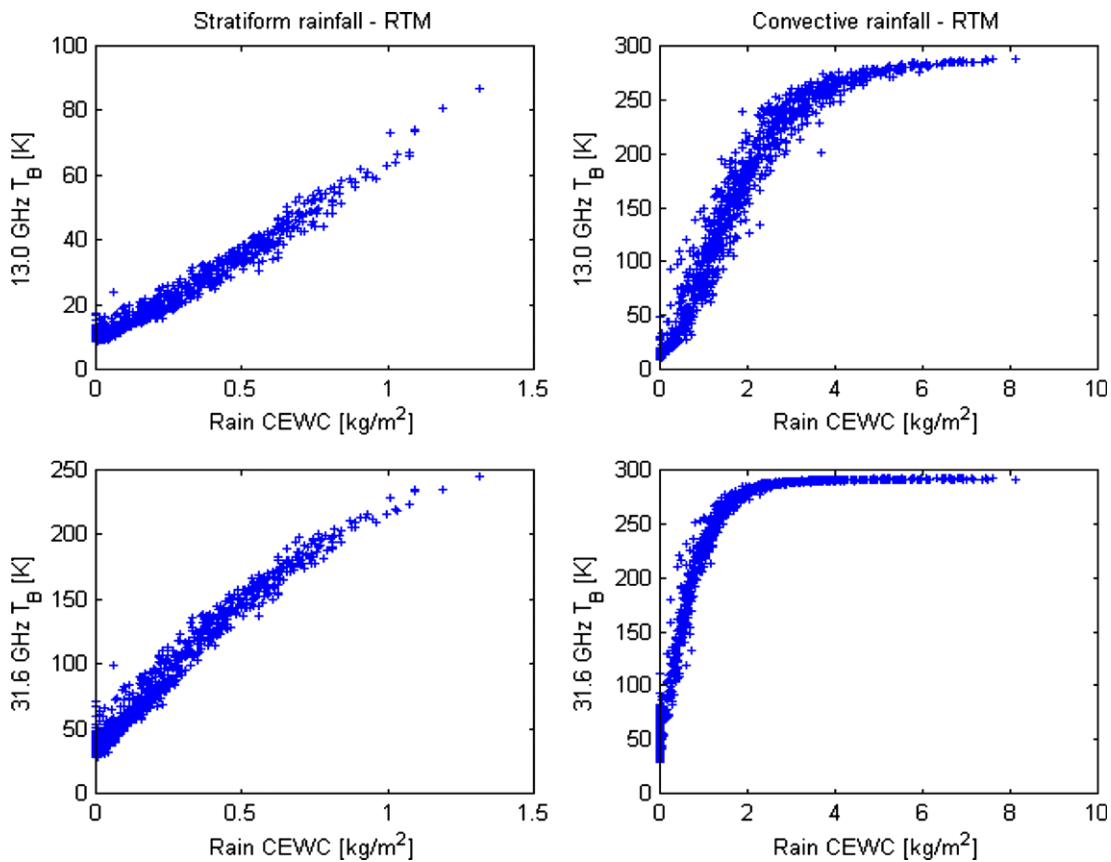 Stratiform rainfall - RTM
100
80
60
40
20
0
13.0 GHz T_B [K]
0 0.5 1 1.5
Rain CEWC [kg/m²]
Convective rainfall - RTM
300
250
200
150
100
50
0
13.0 GHz T_B [K]
0 2 4 6 8 10
Rain CEWC [kg/m²]
250
200
150
100
50
0
31.6 GHz T_B [K]
0 0.5 1 1.5
Rain CEWC [kg/m²]
300
250
200
150
100
50
0
31.6 GHz T_B [K]
0 2 4 6 8 10
Rain CEWC [kg/m²]